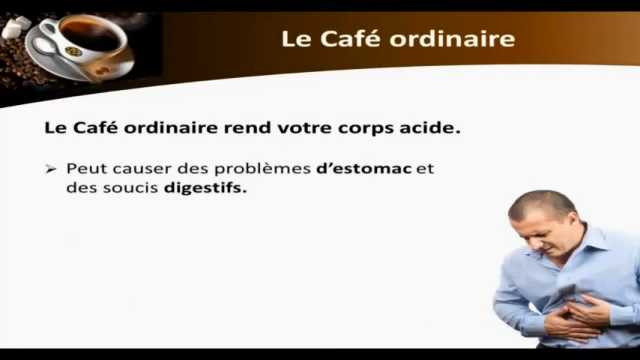 Le Café ordinaire
Le Café ordinaire rend votre corps acide.
➢ Peut causer des problèmes d’estomac et
des soucis digestifs.